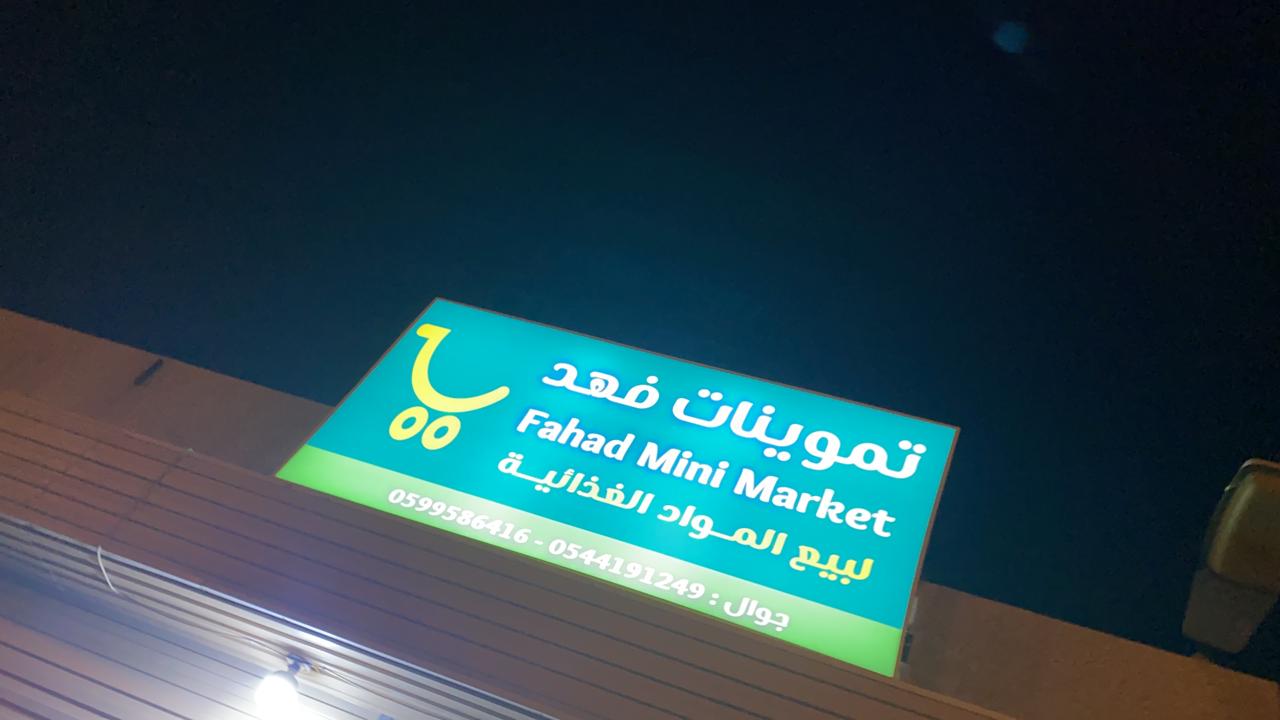 تموينات فهد
Fahad Mini Market
لبيع المواد الغذائية
جوال : 0544191249 - 0599586416